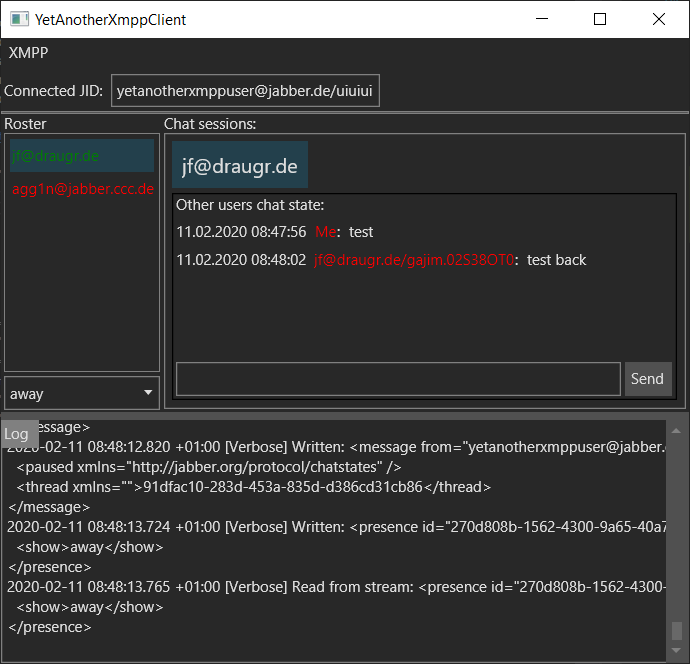 YetAnotherXmppClient
XMPP
Connected JID: yetanotherxmppuser@jabber.de/uiuiui
Roster
jf@draugr.de
agg1n@jabber.ccc.de
away
Chat sessions:
jf@draugr.de
Other users chat state:
11.02.2020 08:47:56 Me: test
11.02.2020 08:48:02 jf@draugr.de/gajim.02S38OT0: test back
Send
Log
message>
2020-02-11 08:48:12.820 +01:00 [Verbose] Written: <message from="yetanotherxmppuser@jabber.
<paused xmlns="http://jabber.org/protocol/chatstates" />
<thread xmlns="">91dfac10-283d-453a-835d-d386cd31cb86</thread>
</message>
2020-02-11 08:48:13.724 +01:00 [Verbose] Written: <presence id="270d808b-1562-4300-9a65-40a7
<show>away</show>
</presence>
2020-02-11 08:48:13.765 +01:00 [Verbose] Read from stream: <presence id="270d808b-1562-4300-
<show>away</show>
</presence>